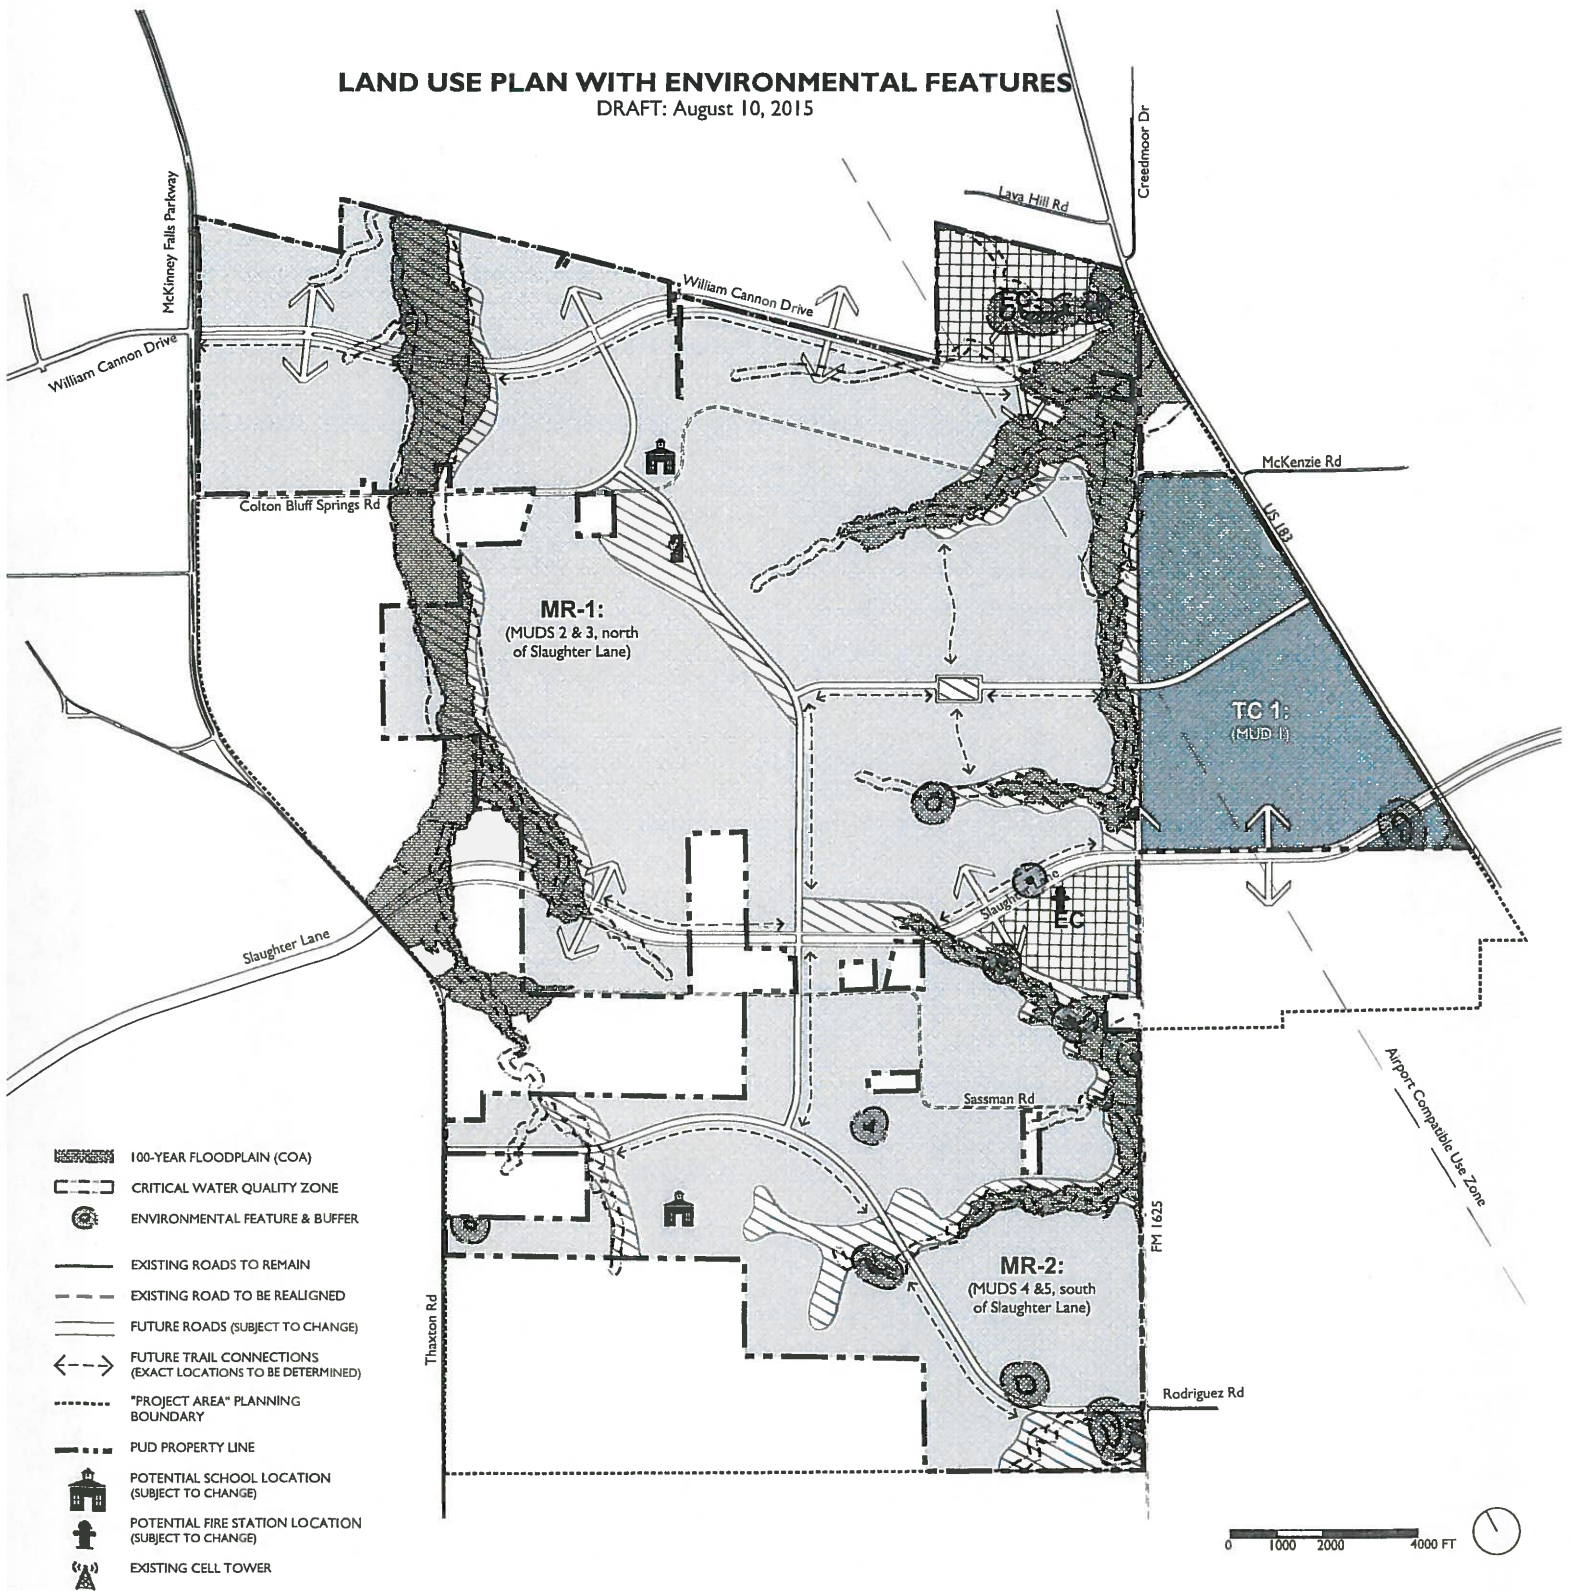 LAND USE PLAN WITH ENVIRONMENTAL FEATURES
DRAFT: August 10, 2015
Creedmoor Dr
Lava Hill Rd
McKinney Falls Parkway
William Cannon Drive
EC
William Cannon Drive
McKenzie Rd
Colton Bluff Springs Rd
US 183
MR-1:
(MUDS 2 & 3, north
of Slaughter Lane)
TC 1:
(MUD 1)
Slaughter Lane
EC
Slaughter Lane
Airport Compatible Use Zone
Sassman Rd
FM 1625
MR-2:
(MUDS 4 &5, south
of Slaughter Lane)
Thaxton Rd
Rodriguez Rd
100-YEAR FLOODPLAIN (COA)
CRITICAL WATER QUALITY ZONE
ENVIRONMENTAL FEATURE & BUFFER
EXISTING ROADS TO REMAIN
EXISTING ROAD TO BE REALIGNED
FUTURE ROADS (SUBJECT TO CHANGE)
FUTURE TRAIL CONNECTIONS
(EXACT LOCATIONS TO BE DETERMINED)
"PROJECT AREA" PLANNING
BOUNDARY
PUD PROPERTY LINE
POTENTIAL SCHOOL LOCATION
(SUBJECT TO CHANGE)
POTENTIAL FIRE STATION LOCATION
(SUBJECT TO CHANGE)
EXISTING CELL TOWER
0 1000 2000 4000 FT